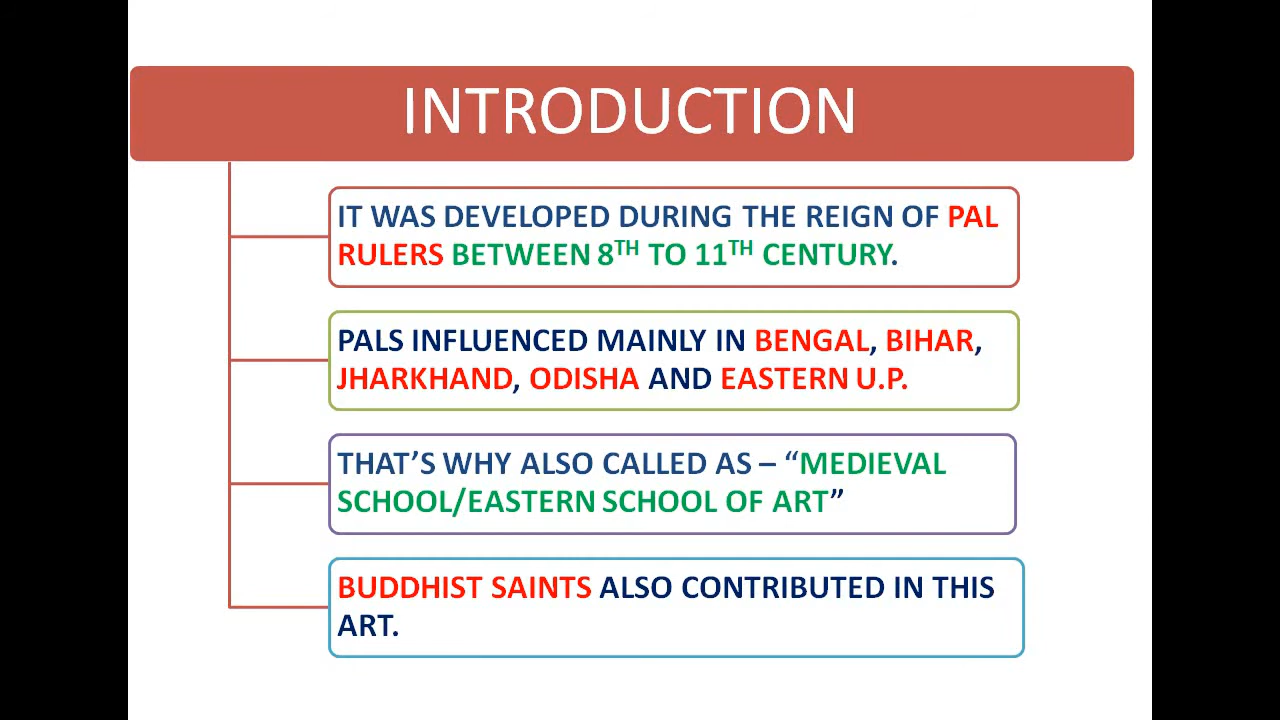 INTRODUCTION
IT WAS DEVELOPED DURING THE REIGN OF PAL
RULERS BETWEEN 8TH TO 11TH CENTURY.
PALS INFLUENCED MAINLY IN BENGAL, BIHAR,
JHARKHAND, ODISHA AND EASTERN U.P.
THAT’S WHY ALSO CALLED AS – “MEDIEVAL
SCHOOL/EASTERN SCHOOL OF ART”
BUDDHIST SAINTS ALSO CONTRIBUTED IN THIS
ART.